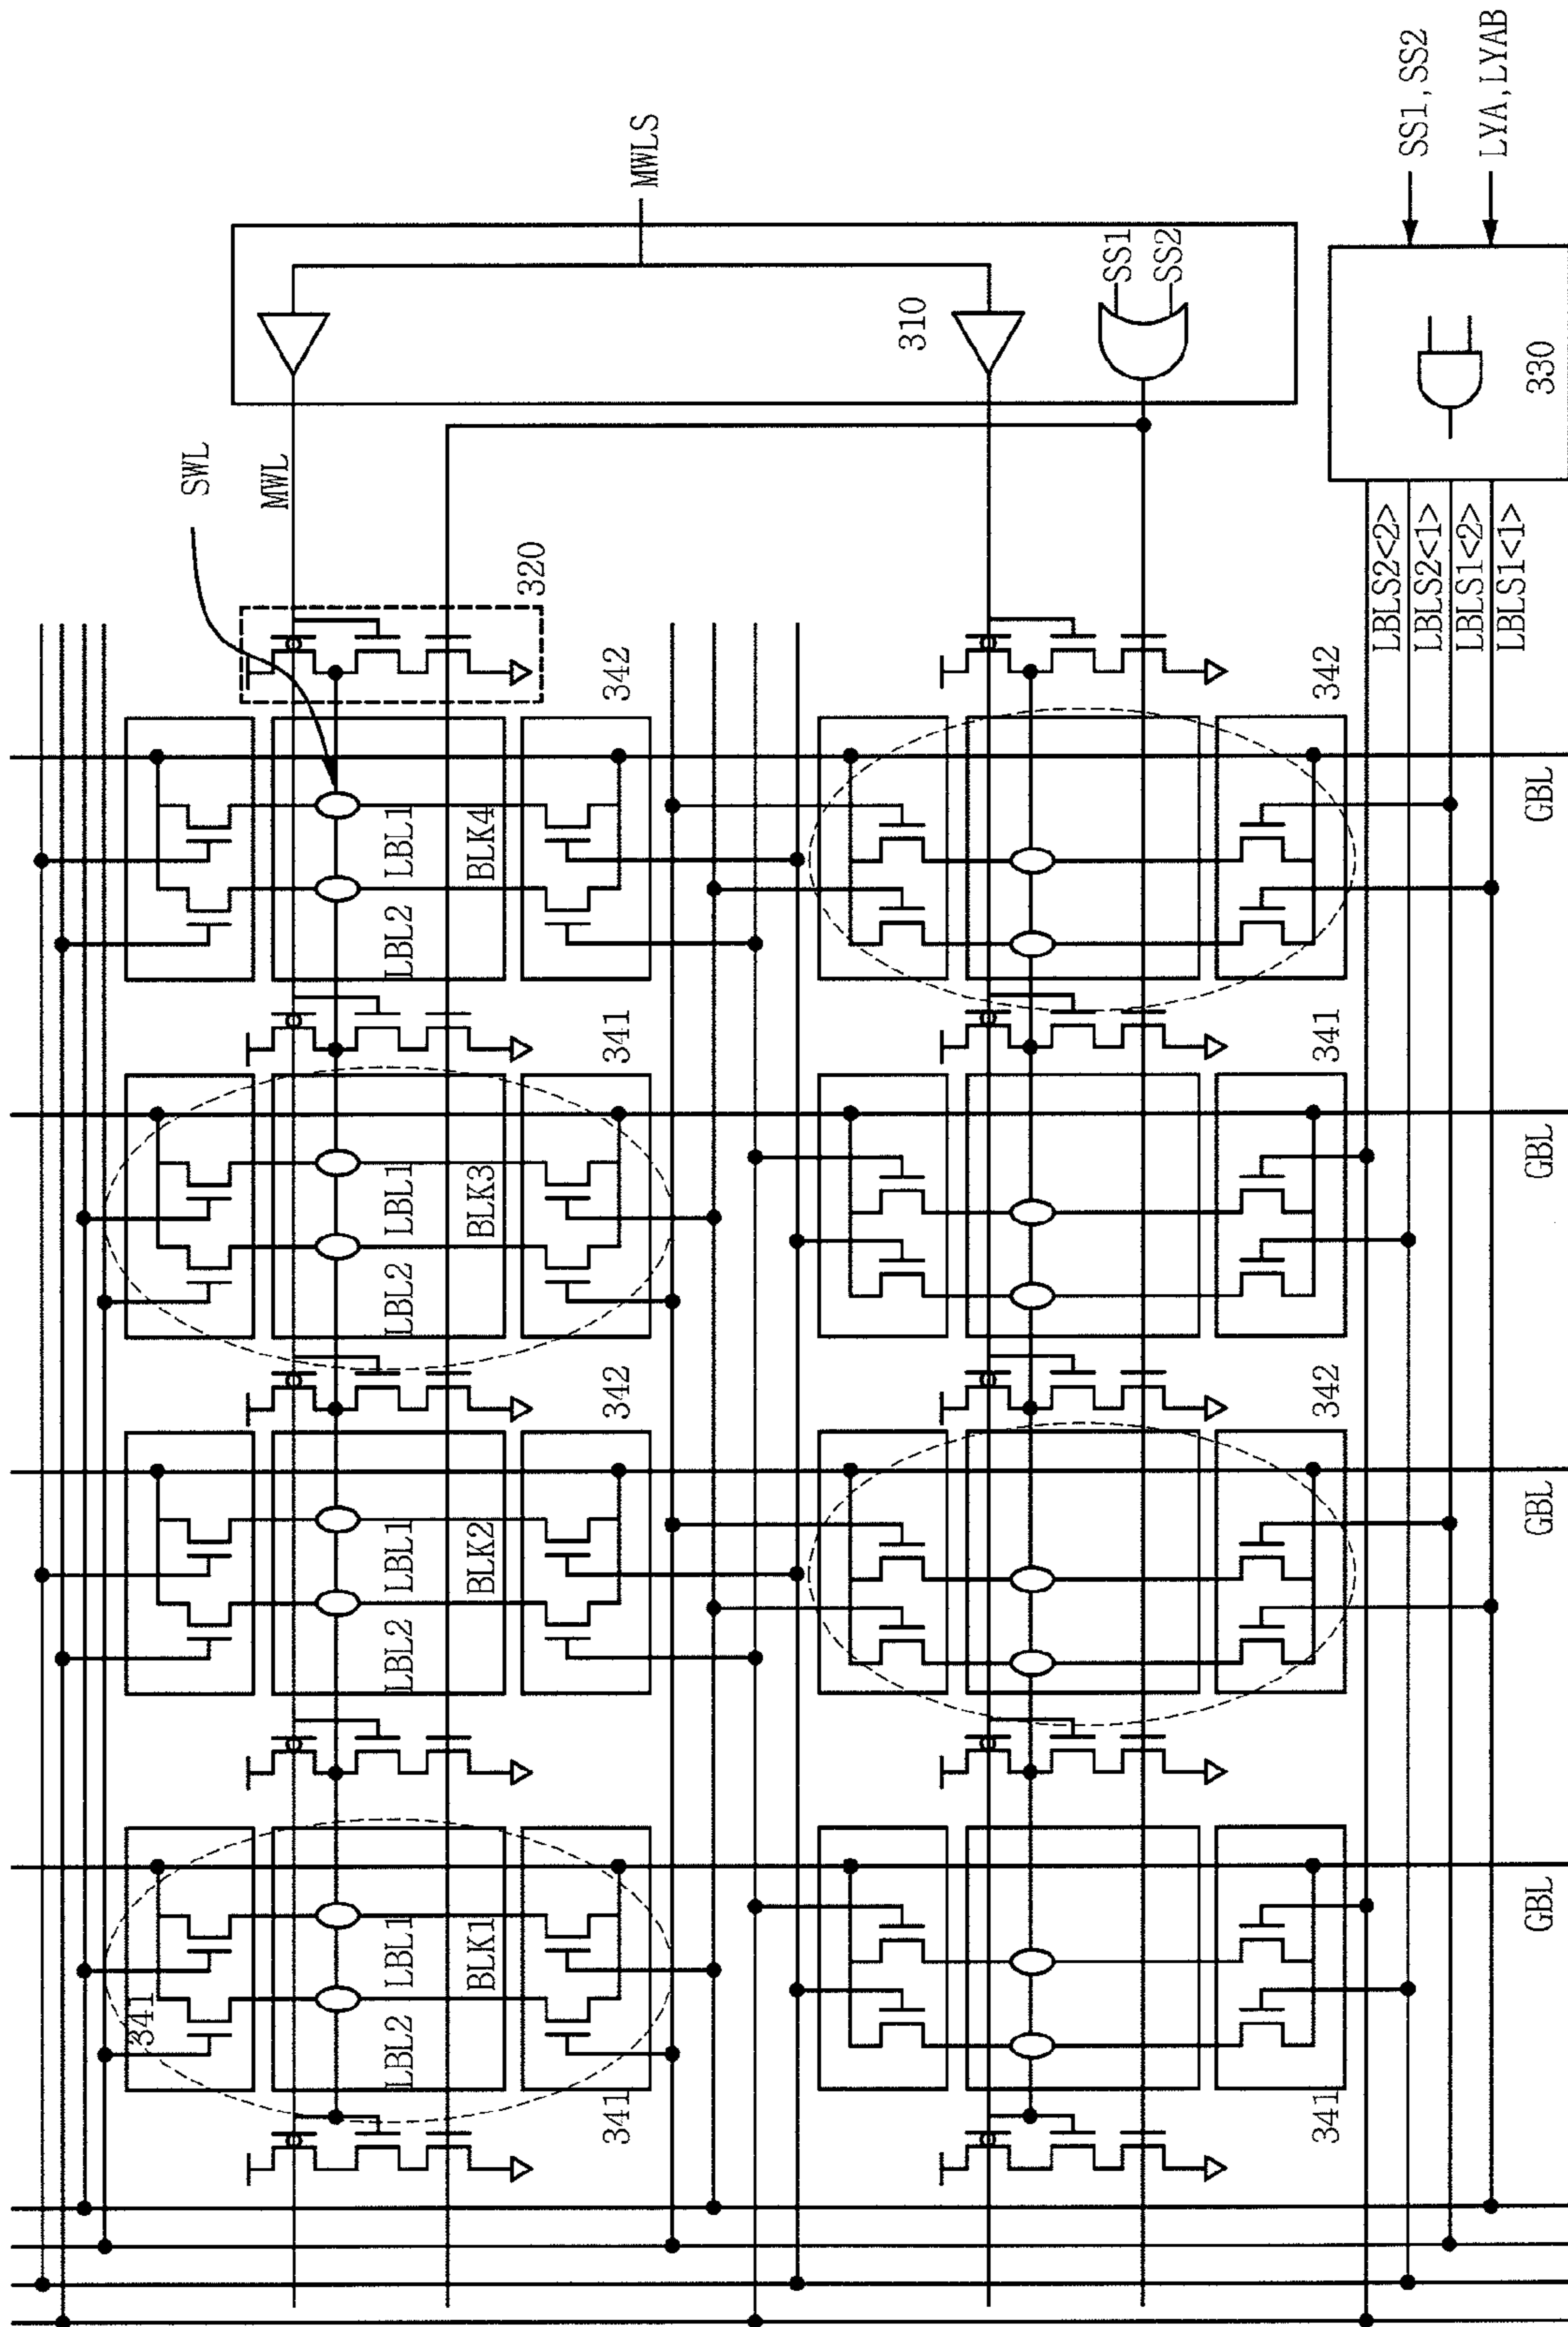 MWLS
SS1,SS2
LYA,LYAB
SS1
SS2
310
330
SWL
MWL
320
LBLS2<2>
LBLS2<1>
LBLS1<2>
LBLS1<1>
342
342
LBL1
LBL2
BLK4
GBL
341
341
LBL1
LBL2
BLK3
GBL
342
342
LBL1
LBL2
BLK2
GBL
341
LBL1
LBL2
BLK1
GBL
341
341